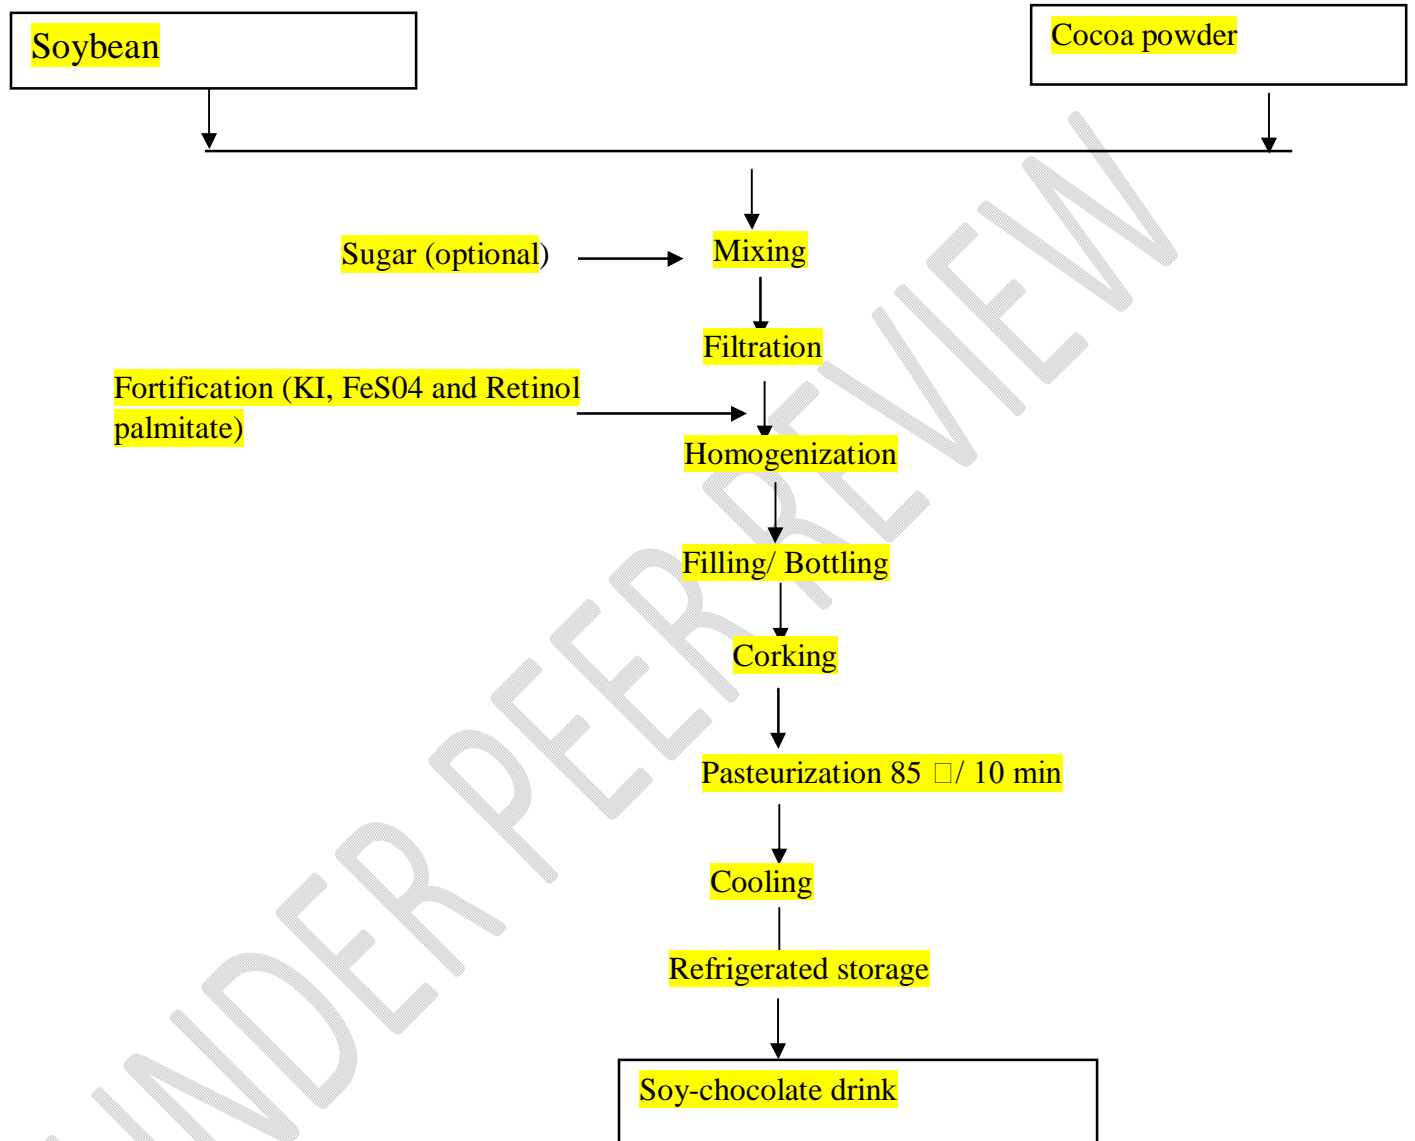 Soybean
Cocoa powder
Sugar (optional)
Mixing
Filtration
Fortification (KI, FeS04 and Retinol
palmitate)
Homogenization
Filling/ Bottling
Corking
Pasteurization 85 □/ 10 min
Cooling
Refrigerated storage
Soy-chocolate drink
UNDER PEER REVIEW